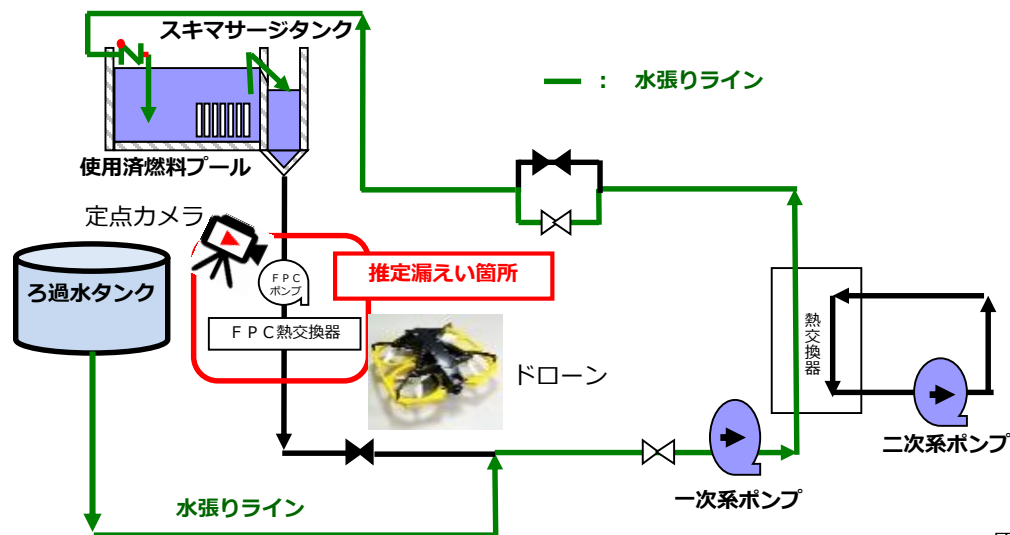 スキマサージタンク
━ : 水張りライン
使用済燃料プール
定点カメラ
ろ過水タンク
ＦＰＣ
ポンプ
推定漏えい箇所
ＦＰＣ熱交換器
熱交換器
ドローン
二次系ポンプ
一次系ポンプ
水張りライン